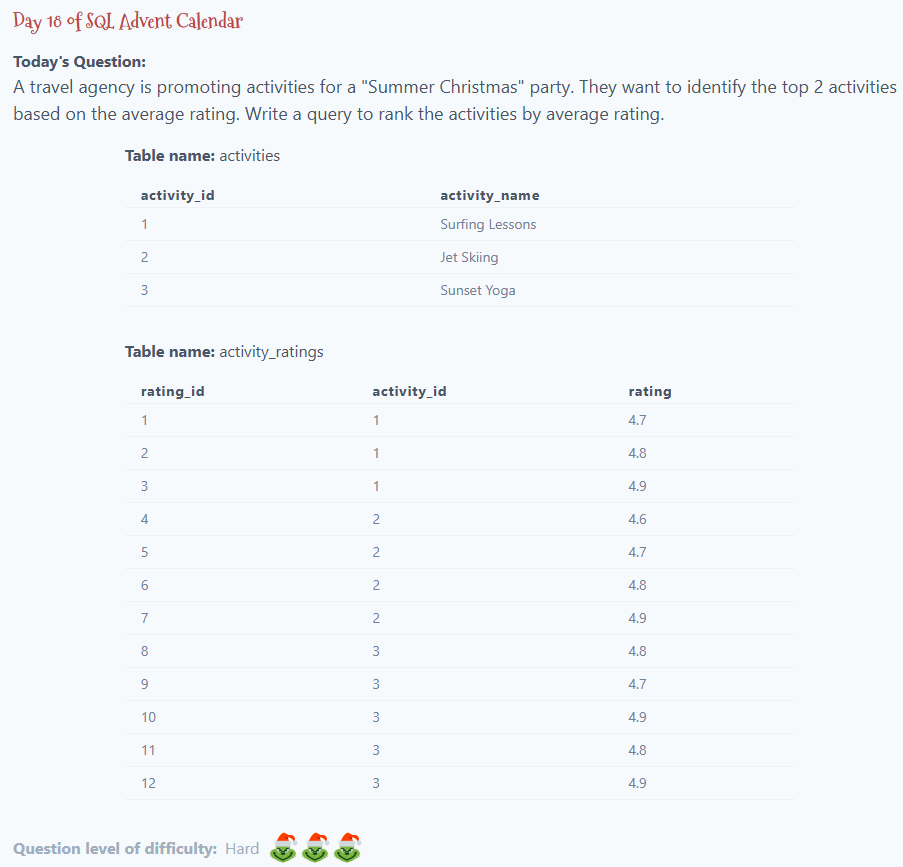 Day 18 of SQL Advent Calendar
Today's Question:
A travel agency is promoting activities for a "Summer Christmas" party. They want to identify the top 2 activities
based on the average rating. Write a query to rank the activities by average rating.
Table name: activities
activity_id activity_name
1 Surfing Lessons
2 Jet Skiing
3 Sunset Yoga
Table name: activity_ratings
rating_id activity_id rating
1 1 4.7
2 1 4.8
3 1 4.9
4 2 4.6
5 2 4.7
6 2 4.8
7 2 4.9
8 3 4.8
9 3 4.7
10 3 4.9
11 3 4.8
12 3 4.9
Question level of difficulty: Hard